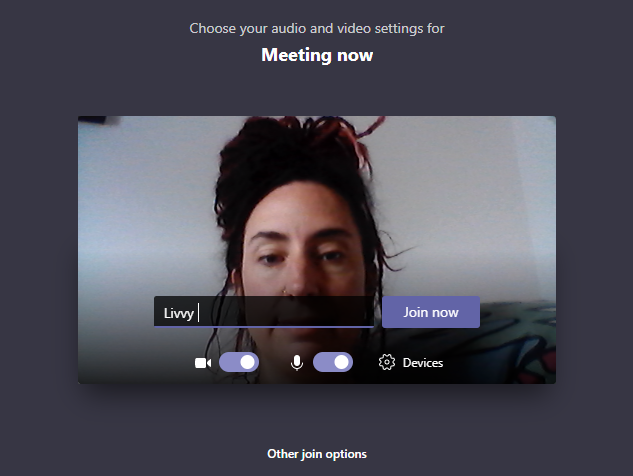 Choose your audio and video settings for
Meeting now
Livvy
Join now
Devices
Other join options